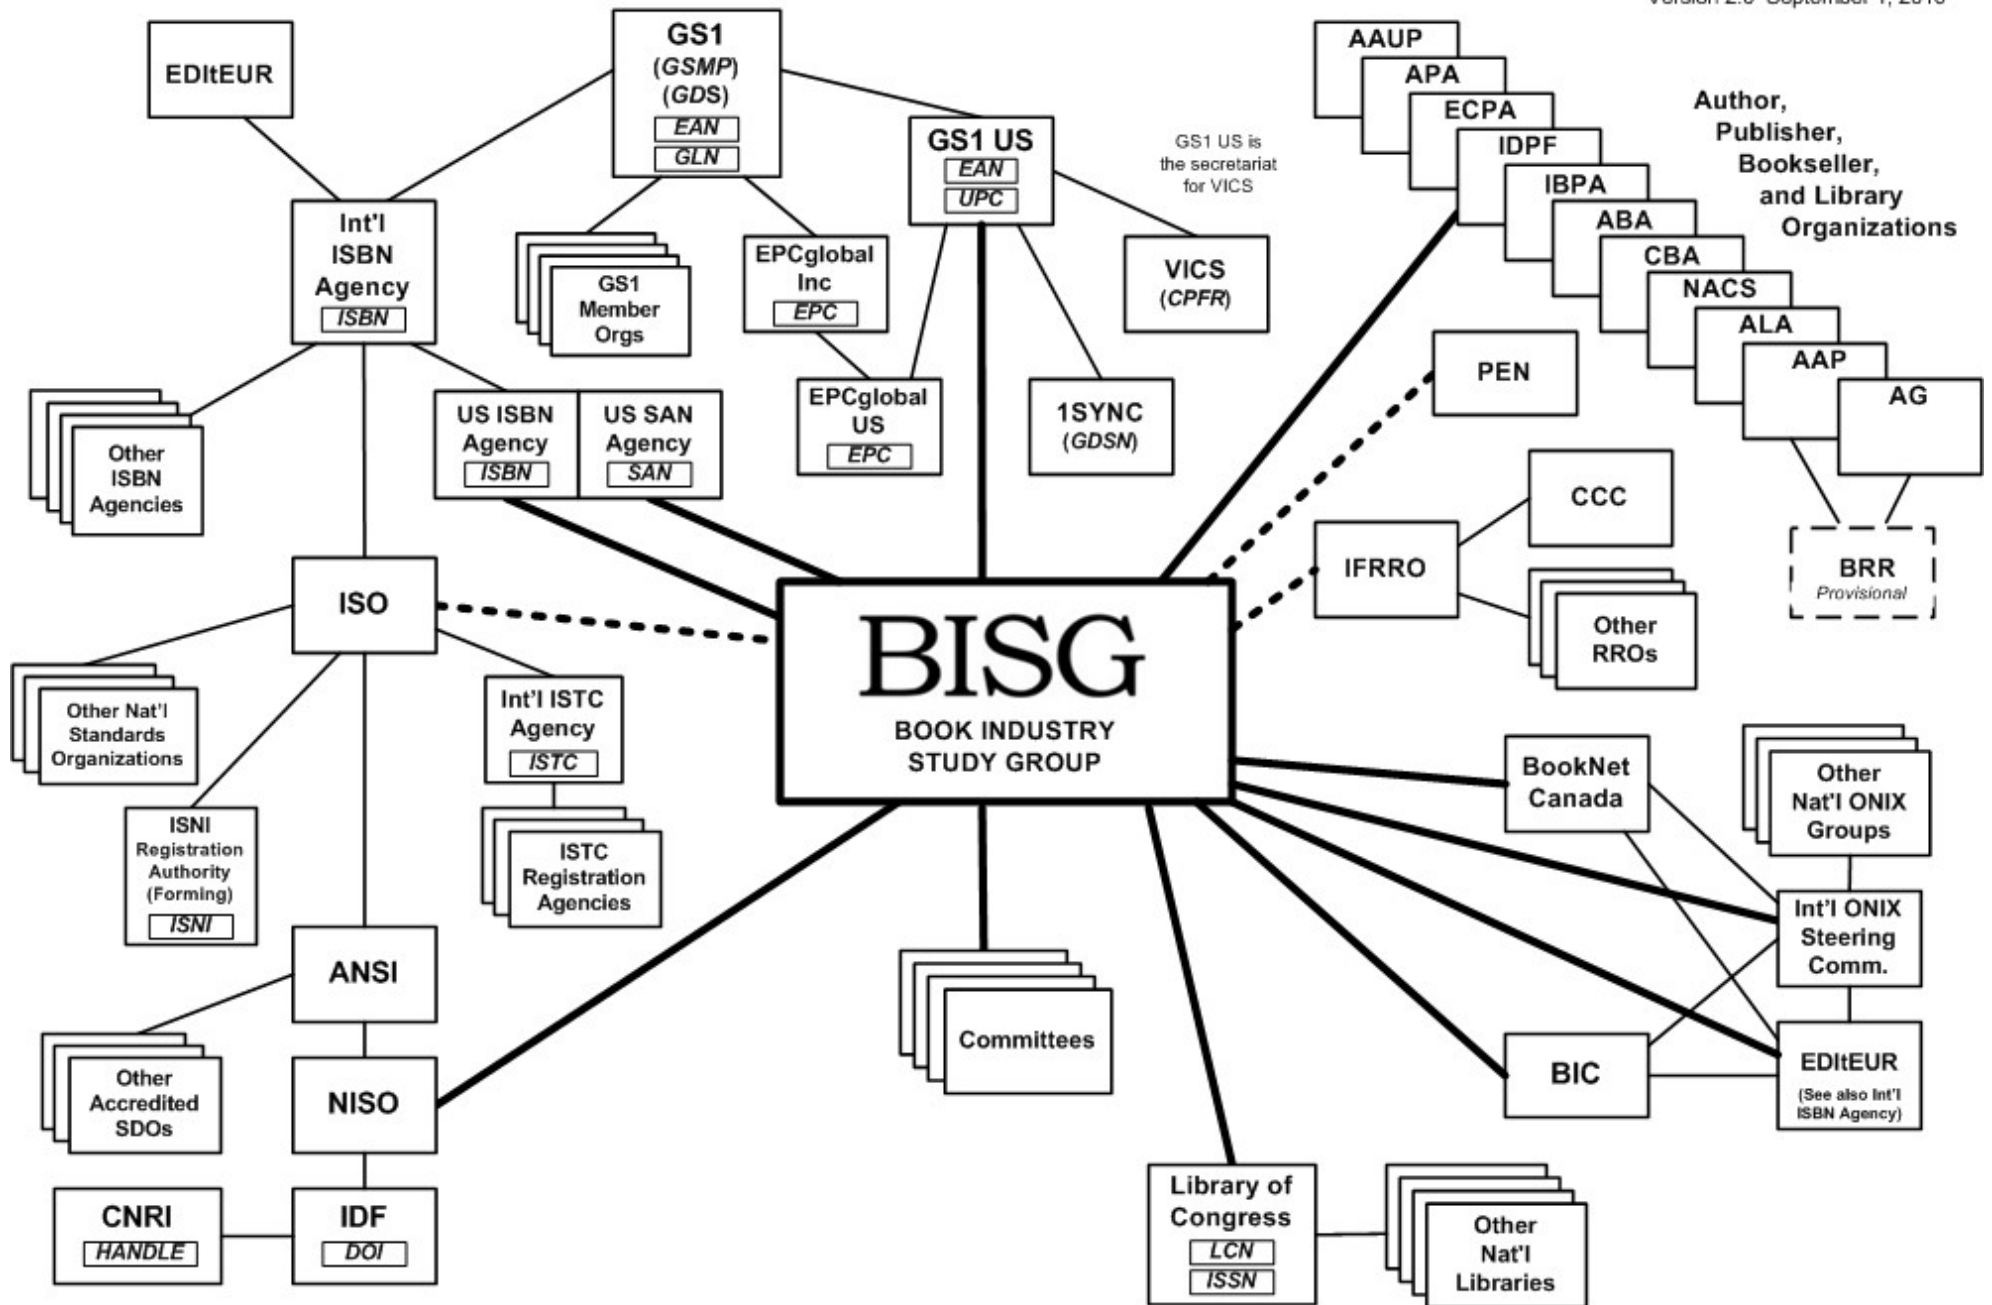 EDItEUR
GS1
(GSMP)
(GDS)
EAN
GLN
GS1 US
EAN
UPC
GS1 US is
the secretariat
for VICS
AAUP
APA
ECPA
IDPF
IBPA
ABA
CBA
NACS
ALA
AAP
AG
Author,
Publisher,
Bookseller,
and Library
Organizations
Int'l
ISBN
Agency
ISBN
GS1
Member
Orgs
EPCglobal
Inc
EPC
VICS
(CPFR)
PEN
Other
ISBN
Agencies
US ISBN
Agency
ISBN
US SAN
Agency
SAN
EPCglobal
US
EPC
1SYNC
(GDSN)
CCC
IFRRO
BRR
Provisional
Other
RROs
ISO
BISG
BOOK INDUSTRY
STUDY GROUP
Other Nat'l
Standards
Organizations
Int'l ISTC
Agency
ISTC
ISNI
Registration
Authority
(Forming)
ISNI
ISTC
Registration
Agencies
BookNet
Canada
Other
Nat'l ONIX
Groups
Int'l ONIX
Steering
Comm.
ANSI
Committees
Other
Accredited
SDOs
NISO
BIC
EDItEUR
(See also Int'l
ISBN Agency)
CNRI
HANDLE
IDF
DOI
Library of
Congress
LCN
ISSN
Other
Nat'l
Libraries